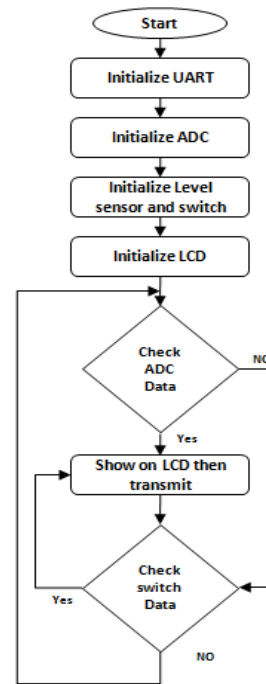 Start
Initialize UART
Initialize ADC
Initialize Level
sensor and switch
Initialize LCD
Check
ADC
Data
NO
Yes
Show on LCD then
transmit
Check
switch
Data
Yes
NO